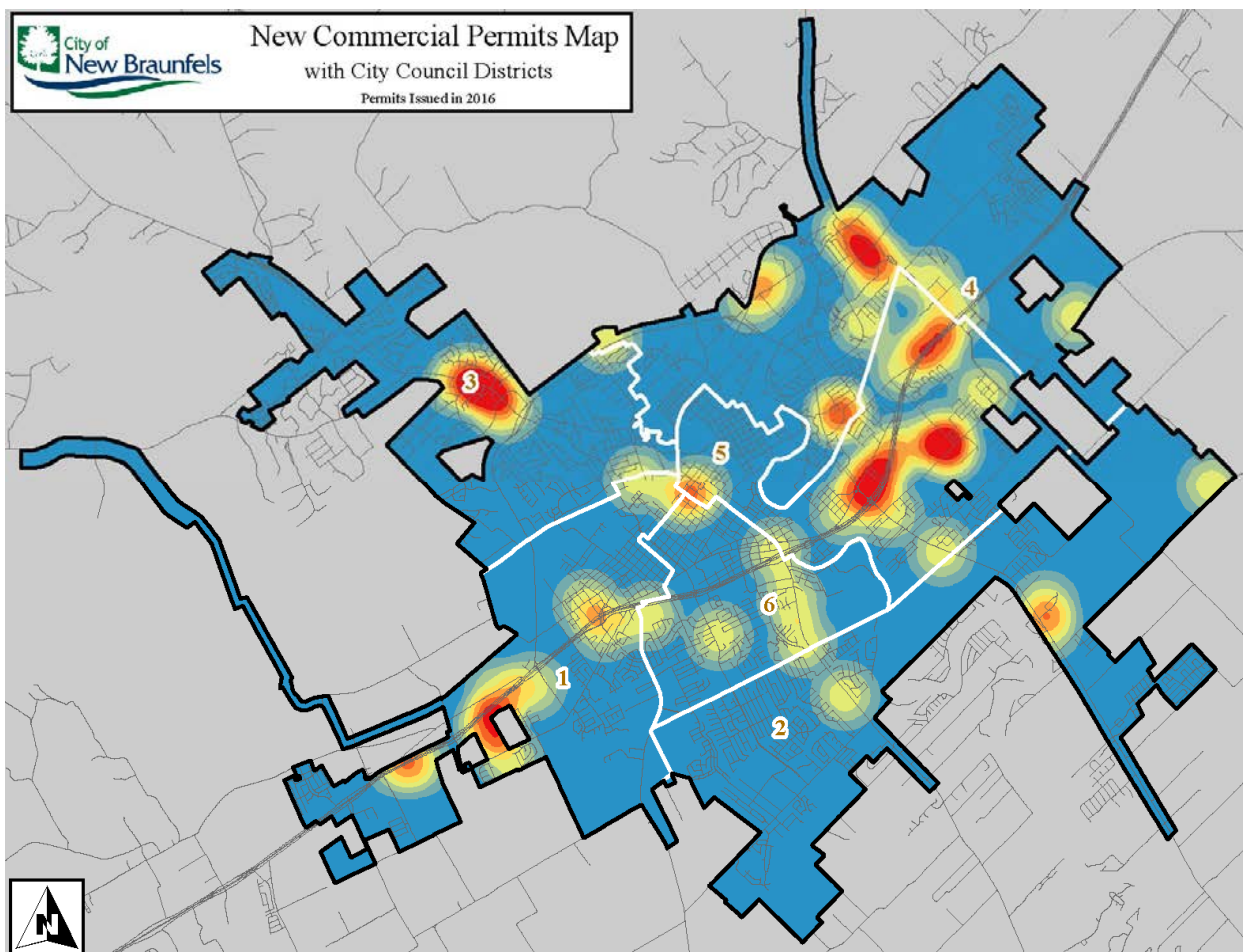 City of
New Braunfels
New Commercial Permits Map
with City Council Districts
Permits Issued in 2016
4
3
5
6
1
2
N